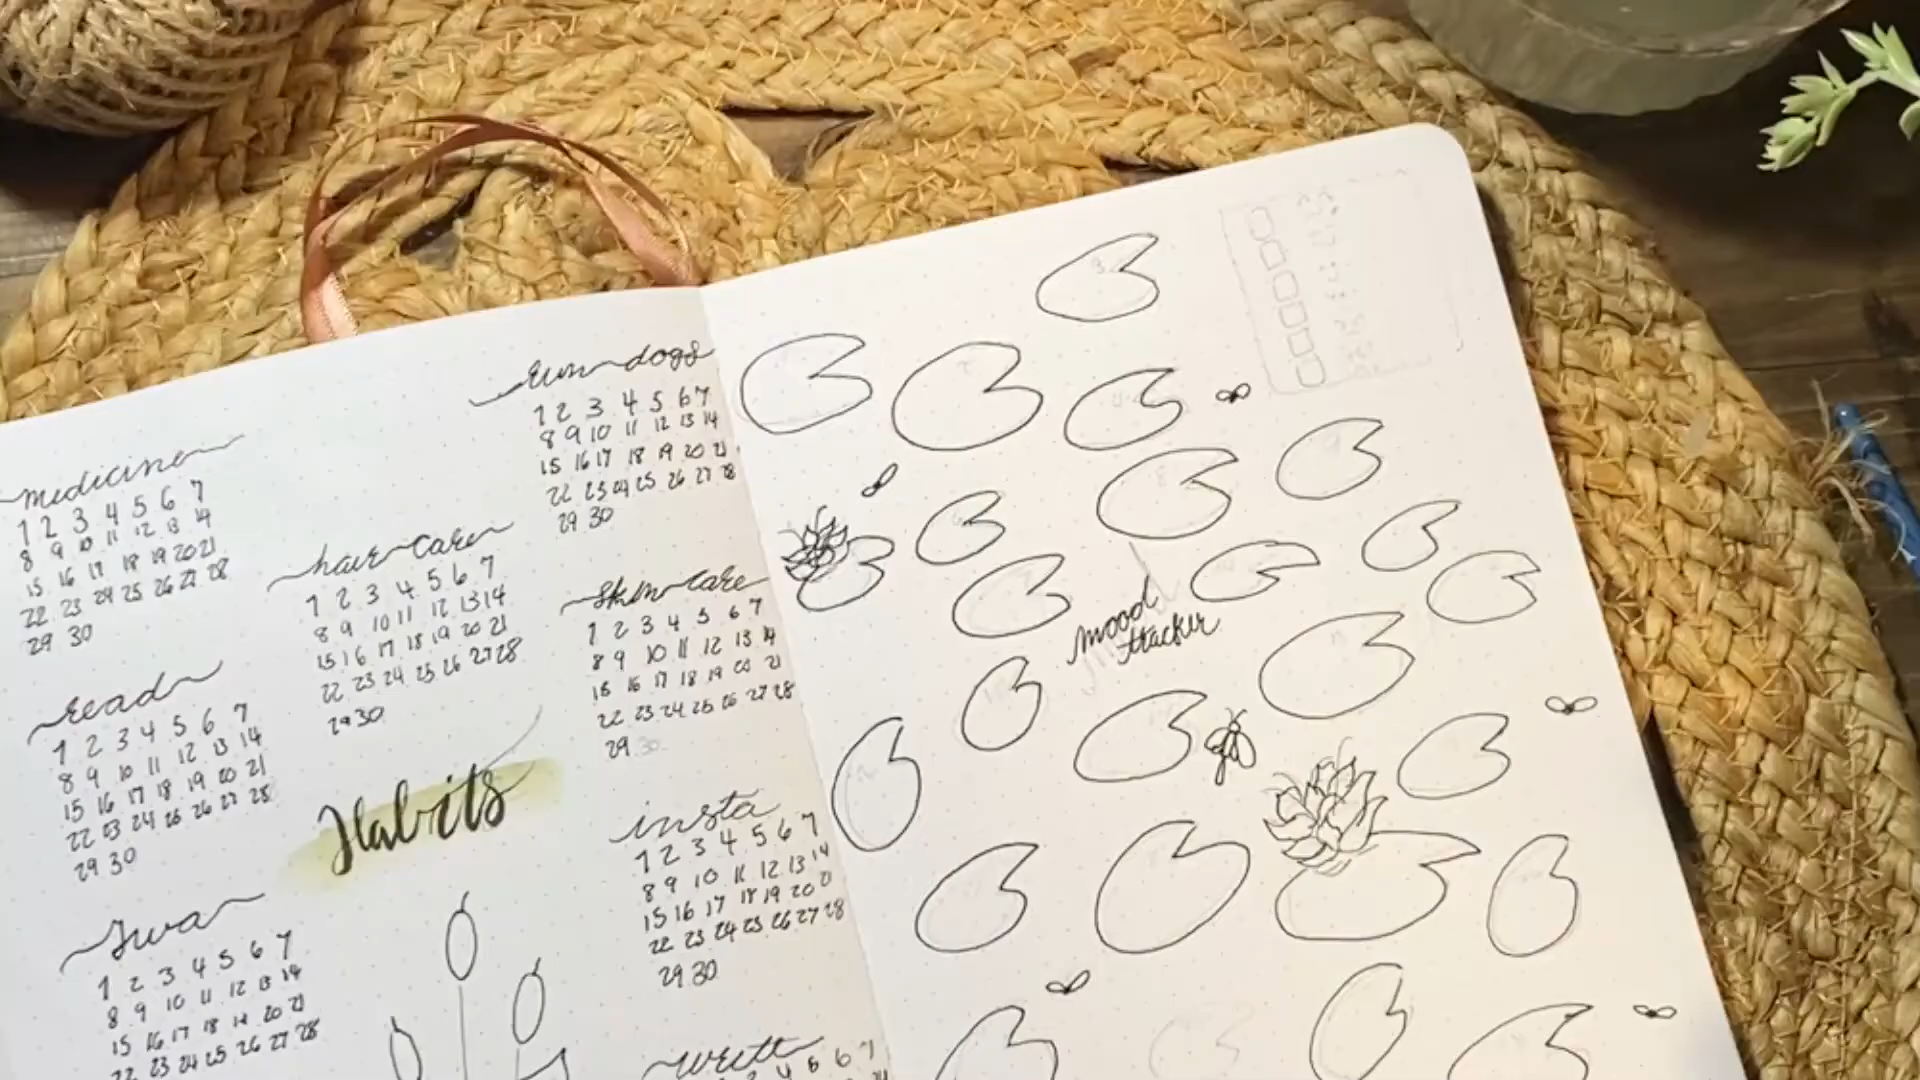 medicine
1 2 3 4 5 6 7
8 9 10 11 12 13 14
15 16 17 18 19 20 21
22 23 24 25 26 27 28
29 30
read
1 2 3 4 5 6 7
8 9 10 11 12 13 14
15 16 17 18 19 20 21
22 23 24 25 26 27 28
29 30
1 2 3 4 5 6 7
8 9 10 11 12 13 14
15 16 17 18 19 20 21
22 23 24 25 26 27 28
hair care
1 2 3 4 5 6 7
8 9 10 11 12 13 14
15 16 17 18 19 20 21
22 23 24 25 26 27 28
29 30
Habits
run dogs
1 2 3 4 5 6 7
8 9 10 11 12 13 14
15 16 17 18 19 20 21
22 23 24 25 26 27 28
29 30
skin care
1 2 3 4 5 6 7
8 9 10 11 12 13 14
15 16 17 18 19 20 21
22 23 24 25 26 27 28
29 30
insta
1 2 3 4 5 6 7
8 9 10 11 12 13 14
15 16 17 18 19 20 21
22 23 24 25 26 27 28
29 30
4 5 6 7
mood
tracker